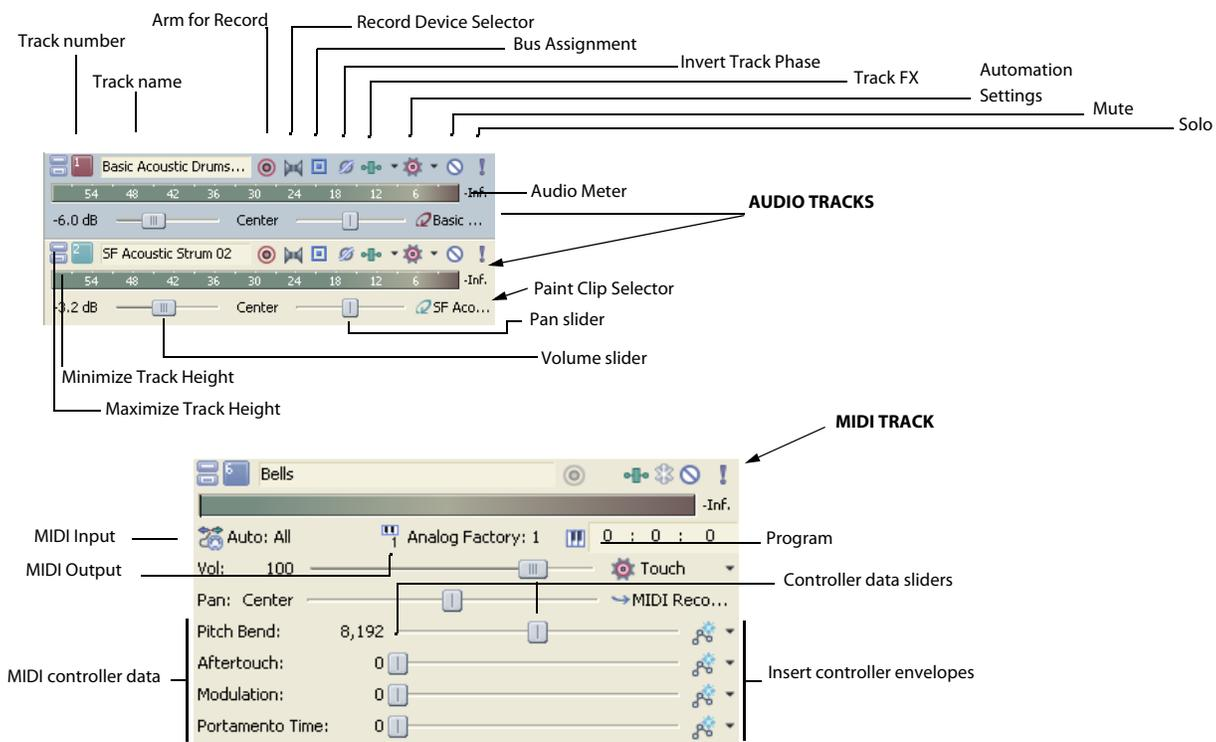 Arm for Record
Record Device Selector
Track number
Bus Assignment
Invert Track Phase
Track name
Track FX
Automation
Settings
Mute
Solo
1
Basic Acoustic Drums...
54 48 42 36 30 24 18 12 6 -Inf.
Audio Meter
AUDIO TRACKS
-6.0 dB Center Basic ...
2
SF Acoustic Strum 02
54 48 42 36 30 24 18 12 6 -Inf.
Paint Clip Selector
-3.2 dB Center SF Aco...
Pan slider
Volume slider
Minimize Track Height
Maximize Track Height
MIDI TRACK
6
Bells
-Inf.
MIDI Input
Auto: All 1 Analog Factory: 1 0 : 0 : 0
Program
MIDI Output
Vol: 100 Touch
Controller data sliders
Pan: Center MIDI Reco...
Pitch Bend: 8,192
Aftertouch: 0
MIDI controller data
Insert controller envelopes
Modulation: 0
Portamento Time: 0